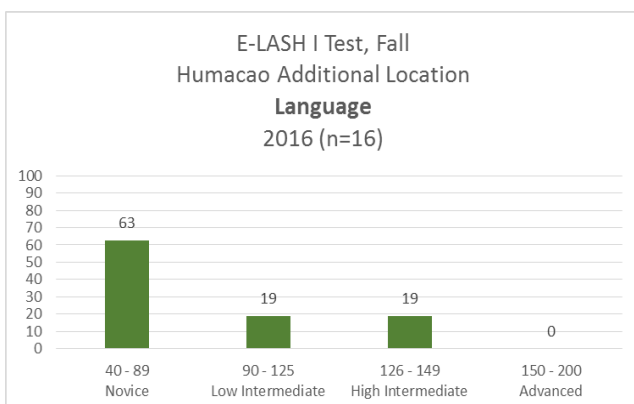 E-LASH I Test, Fall
Humacao Additional Location
Language
2016 (n=16)
100
90
80
70
60
50
40
30
20
10
0
63
19
19
0
40 - 89
Novice
90 - 125
Low Intermediate
126 - 149
High Intermediate
150 - 200
Advanced